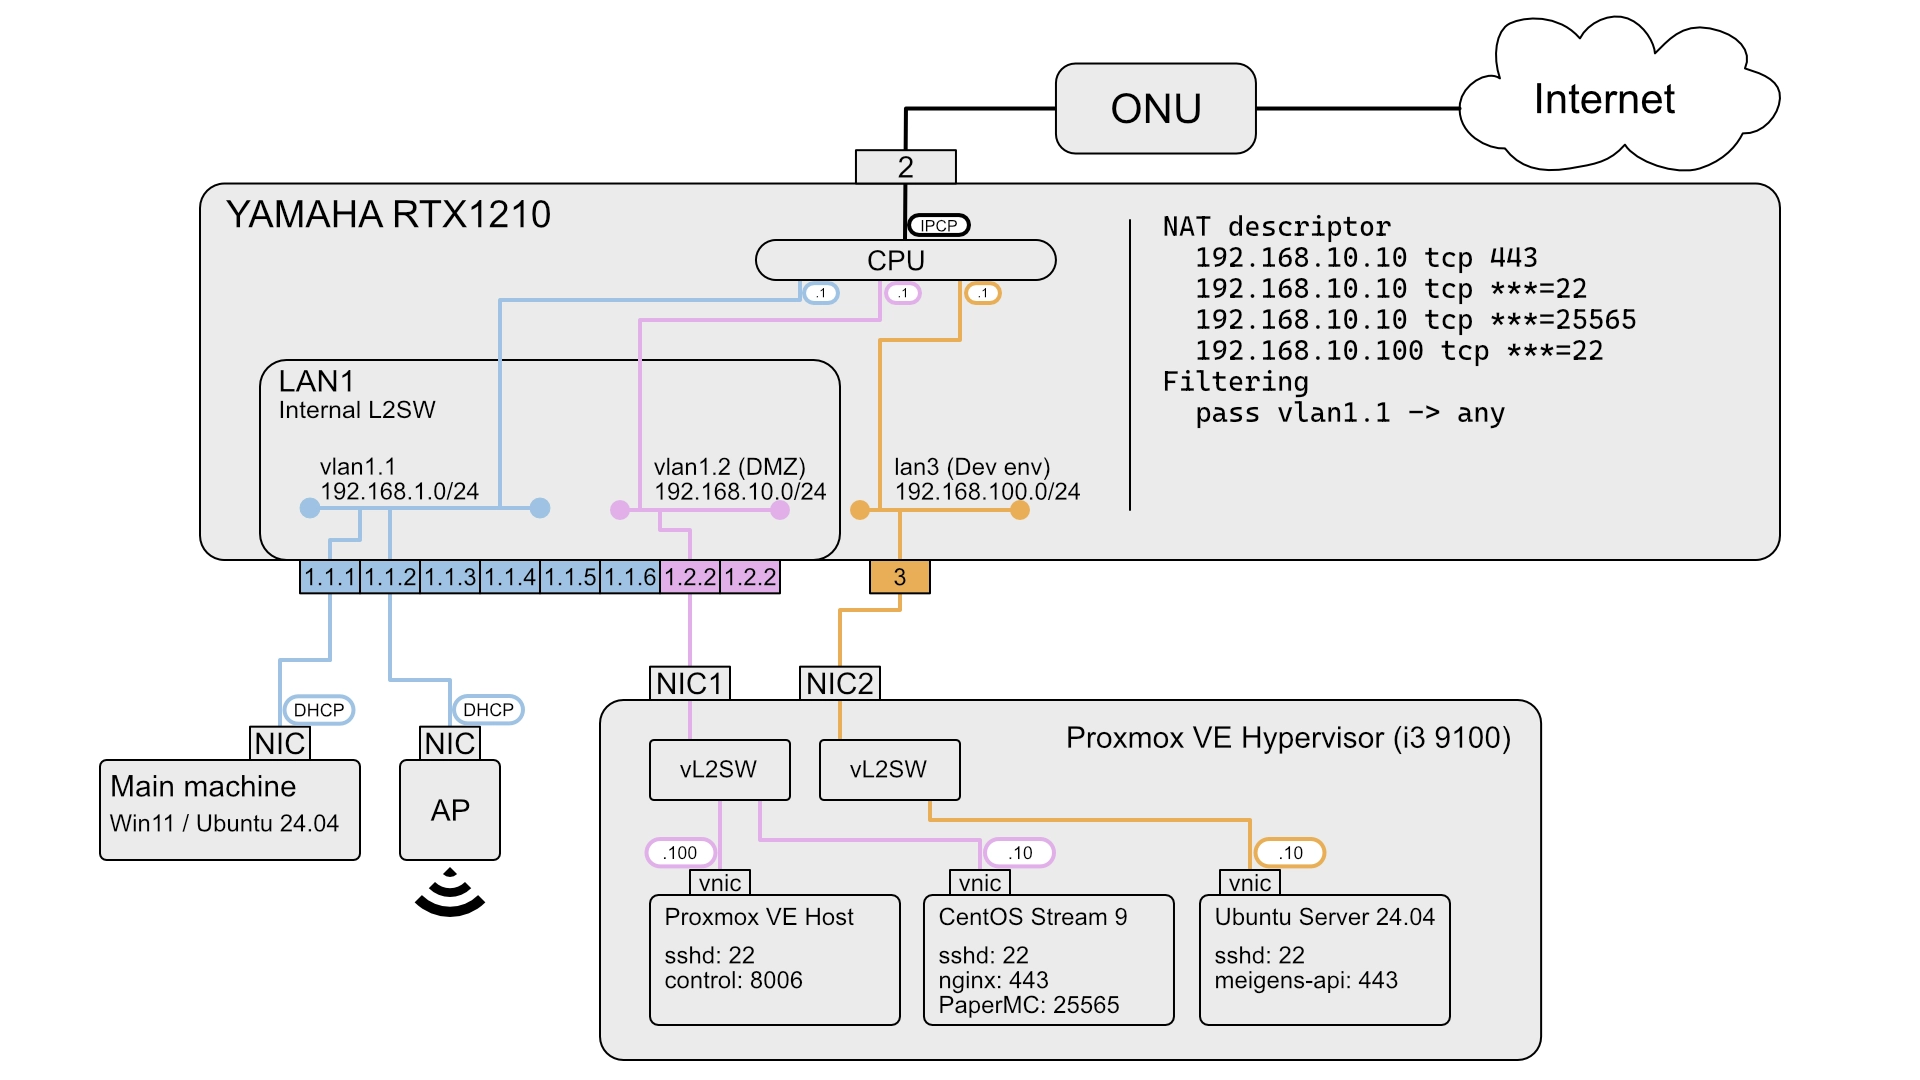 Internet
ONU
2
YAMAHA RTX1210
IPCP
CPU
.1
.1
.1
NAT descriptor
192.168.10.10 tcp 443
192.168.10.10 tcp ***=22
192.168.10.10 tcp ***=25565
192.168.10.100 tcp ***=22
Filtering
pass vlan1.1 -> any
LAN1
Internal L2SW
vlan1.1
192.168.1.0/24
vlan1.2 (DMZ)
192.168.10.0/24
lan3 (Dev env)
192.168.100.0/24
1.1.1
1.1.2
1.1.3
1.1.4
1.1.5
1.1.6
1.2.2
1.2.2
3
NIC1
NIC2
DHCP
DHCP
NIC
NIC
Main machine
Win11 / Ubuntu 24.04
AP
Proxmox VE Hypervisor (i3 9100)
vL2SW
vL2SW
.100
.10
.10
vnic
vnic
vnic
Proxmox VE Host
sshd: 22
control: 8006
CentOS Stream 9
sshd: 22
nginx: 443
PaperMC: 25565
Ubuntu Server 24.04
sshd: 22
meigens-api: 443